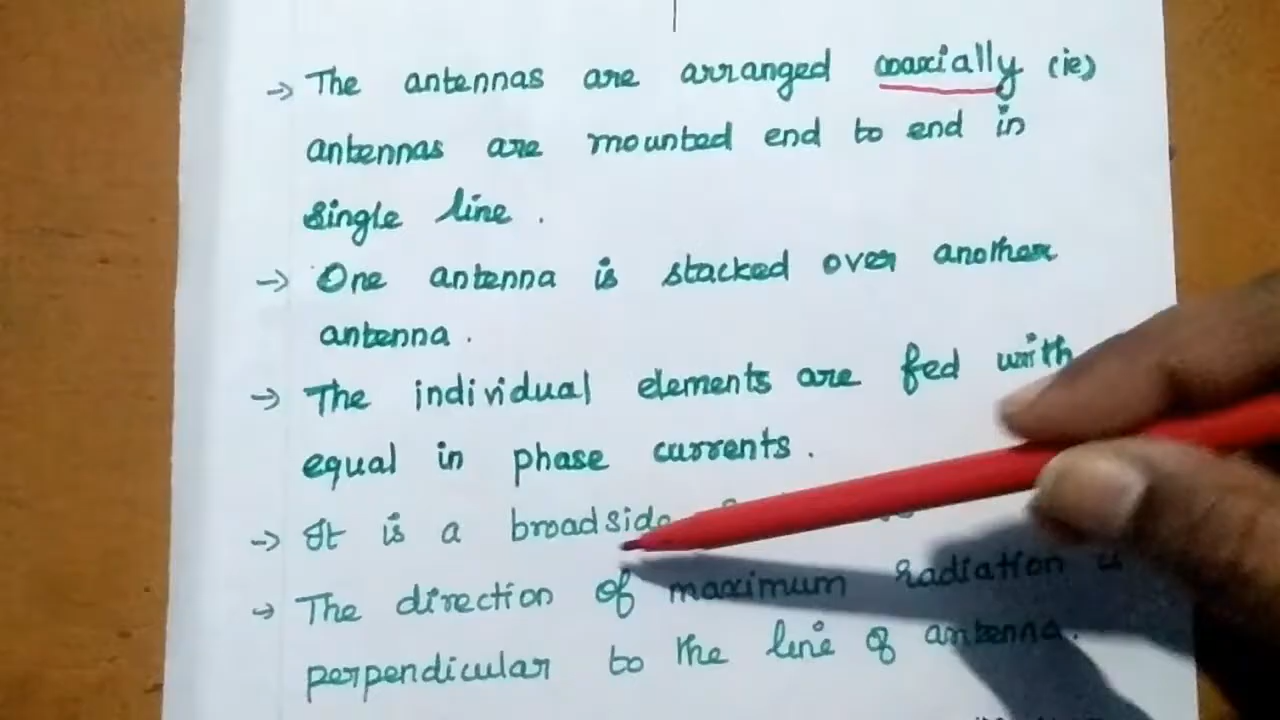 → The antennas are arranged coaxially (ie)
antennas are mounted end to end in
single line .
→ One antenna is stacked over another
antenna .
→ The individual elements are fed with
equal in phase currents .
→ It is a broadside
→ The direction of maximum radiation is
perpendicular to the line of antenna .